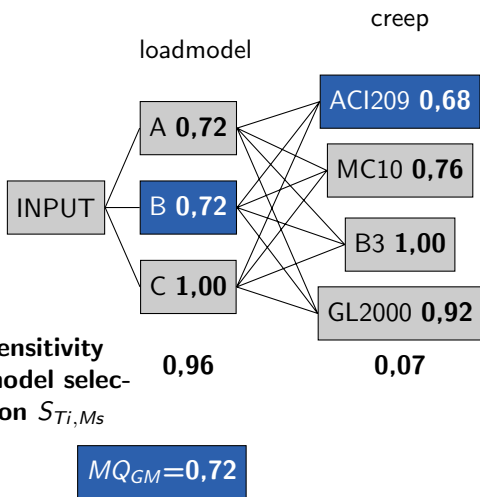 creep
loadmodel
ACI209 0,68
A 0,72
MC10 0,76
INPUT
B 0,72
B3 1,00
C 1,00
GL2000 0,92
ensitivity
0,96
0,07
nodel selec-
on S_{Ti,Ms}
MQ_{GM}=0,72